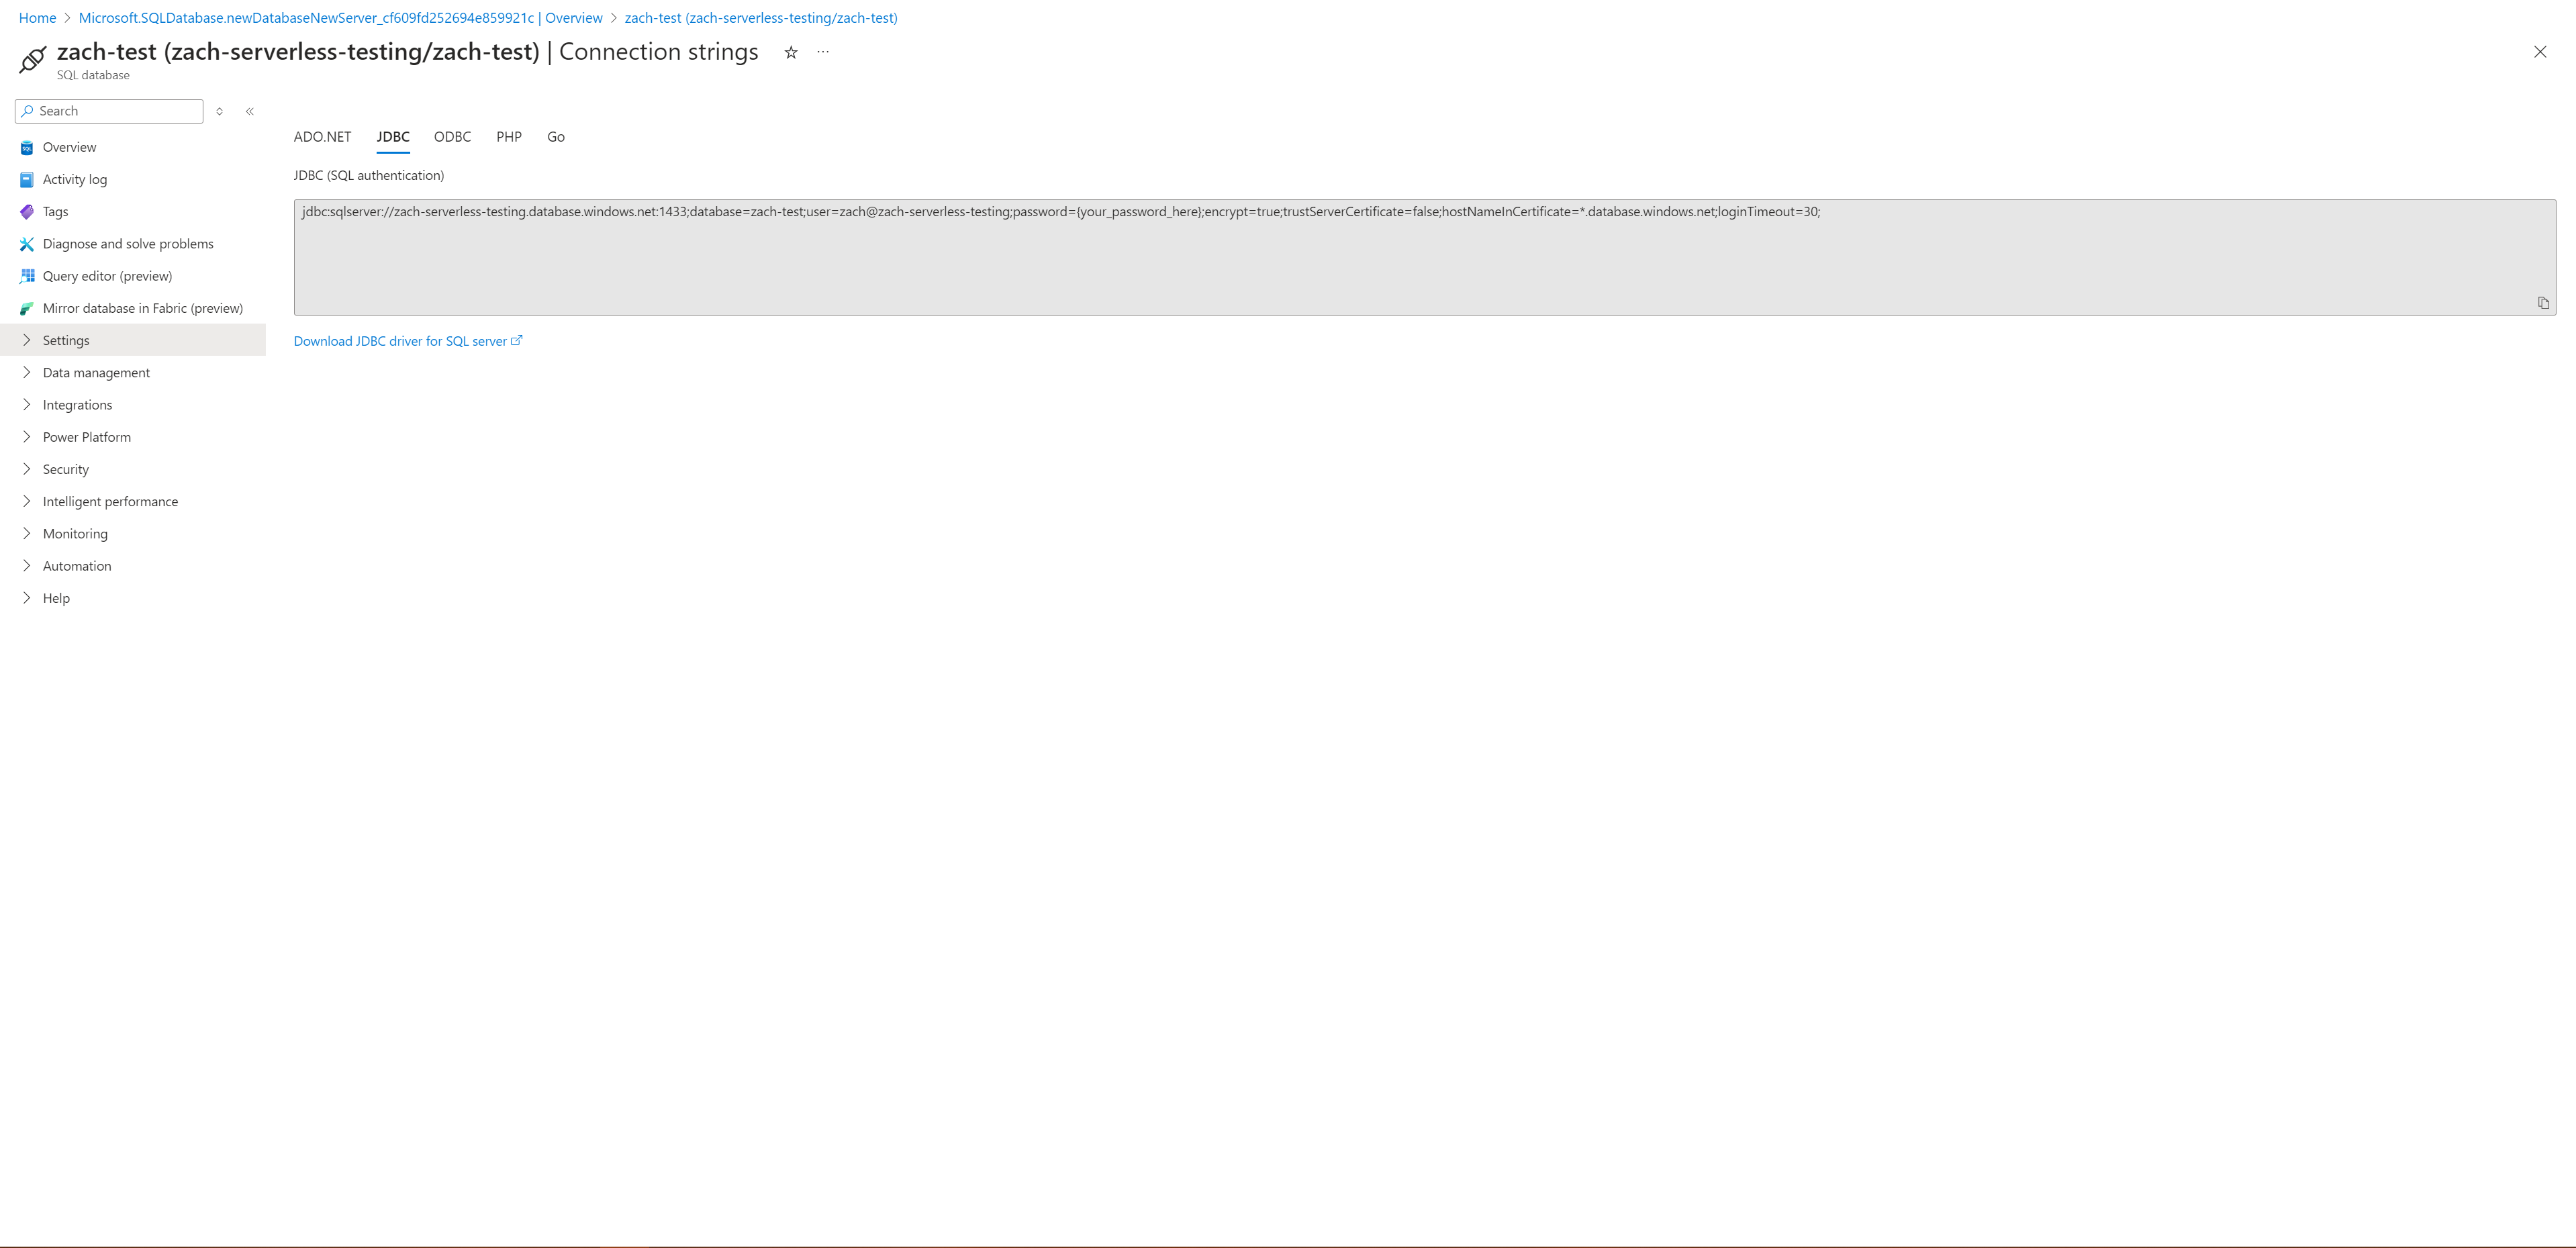 Home > Microsoft.SQLDatabase.newDatabaseNewServer_cf609fd252694e859921c | Overview > zach-test (zach-serverless-testing/zach-test)
zach-test (zach-serverless-testing/zach-test) | Connection strings
SQL database
Search
Overview
Activity log
Tags
Diagnose and solve problems
Query editor (preview)
Mirror database in Fabric (preview)
Settings
Data management
Integrations
Power Platform
Security
Intelligent performance
Monitoring
Automation
Help
ADO.NET JDBC ODBC PHP Go
JDBC (SQL authentication)
jdbc:sqlserver://zach-serverless-testing.database.windows.net:1433;database=zach-test;user=zach@zach-serverless-testing;password={your_password_here};encrypt=true;trustServerCertificate=false;hostNameInCertificate=*.database.windows.net;loginTimeout=30;
Download JDBC driver for SQL server